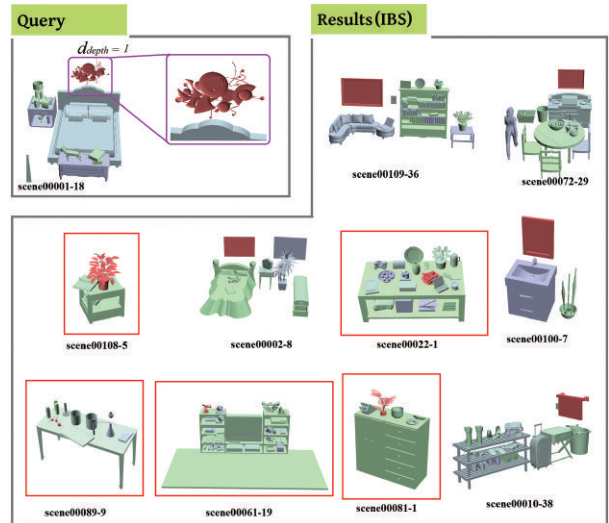 Query
Results (IBS)
d_depth = 1
scene00001-18
scene00109-36
scene00072-29
scene00108-5
scene00002-8
scene00022-1
scene00100-7
scene00089-9
scene00061-19
scene00081-1
scene00010-38